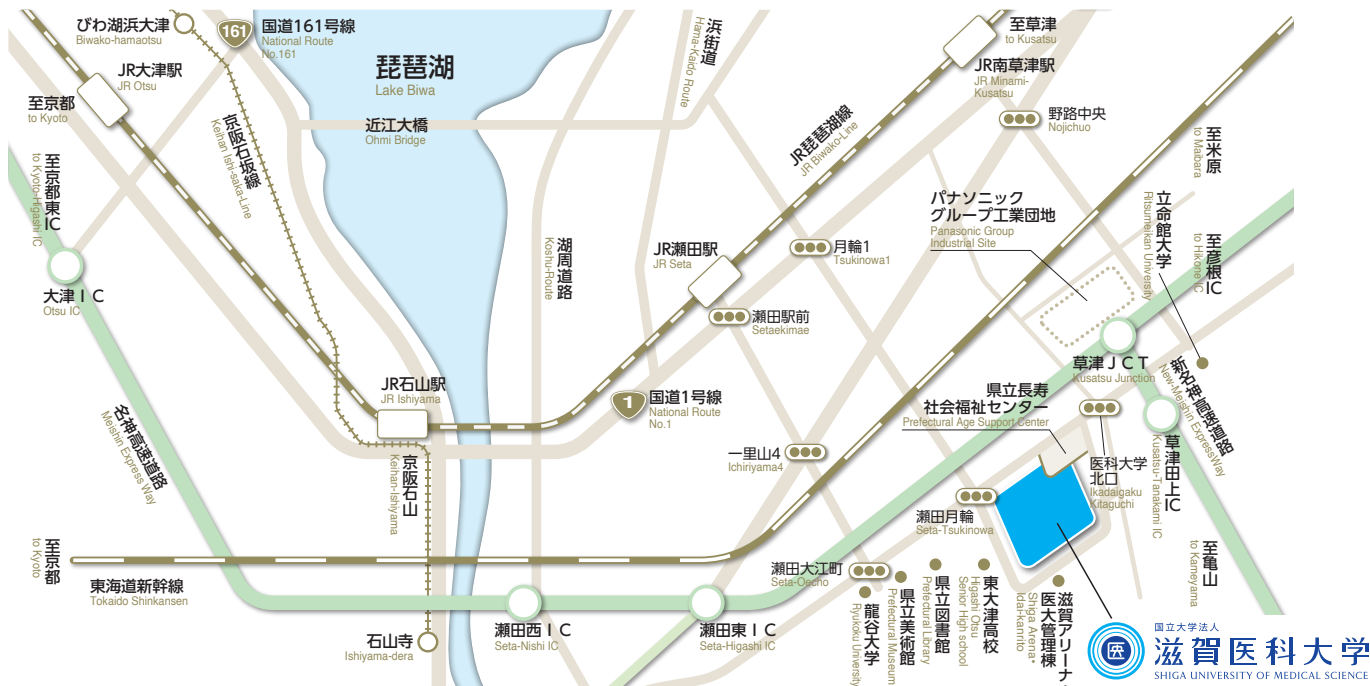 びわ湖浜大津
Biwako-hamaotsu
161
国道161号線
National Route
No.161
JR大津駅
JR Otsu
至京都
to Kyoto
琵琶湖
Lake Biwa
近江大橋
Ohmi Bridge
浜街道
Hama-Kaido Route
至草津
to Kusatsu
JR南草津駅
JR Minami-
Kusatsu
野路中央
Nojichuo
京阪石坂線
Keihan Ishi-saka-Line
JR琵琶湖線
JR Biwako-Line
至米原
to Maibara
至京都東IC
to Kyoto-Higashi IC
パナソニック
グループ工業団地
Panasonic Group
Industrial Site
立命館大学
Ritsumeikan University
至彦根IC
to Hikone IC
湖周道路
Koshu-Route
JR瀬田駅
JR Seta
月輪1
Tsukinowa1
大津IC
Otsu IC
瀬田駅前
Setaekimae
草津JCT
Kusatsu Junction
新名神高速道路
New-Meishin ExpressWay
JR石山駅
JR Ishiyama
1
国道1号線
National Route
No.1
県立長寿
社会福祉センター
Prefectural Age Support Center
名神高速道路
Meishin Express Way
京阪石山
Keihan-Ishiyama
一里山4
Ichiriyama4
医科大学
北口
Ikadaigaku
Kitaguchi
草津田上IC
Kusatsu-Tanakami IC
瀬田月輪
Seta-Tsukinowa
至京都
to Kyoto
東海道新幹線
Tokaido Shinkansen
瀬田大江町
Seta-Oecho
至亀山
to Kameyama
石山寺
Ishiyama-dera
瀬田西IC
Seta-Nishi IC
瀬田東IC
Seta-Higashi IC
龍谷大学
Ryukoku University
県立美術館
Prefectural Museum
県立図書館
Prefectural Library
東大津高校
Higashi Otsu
Senior High school
滋賀アリーナ・
医大管理棟
Shiga Arena•
Idai-kanrito
医
国立大学法人
滋賀医科大学
SHIGA UNIVERSITY OF MEDICAL SCIENCE